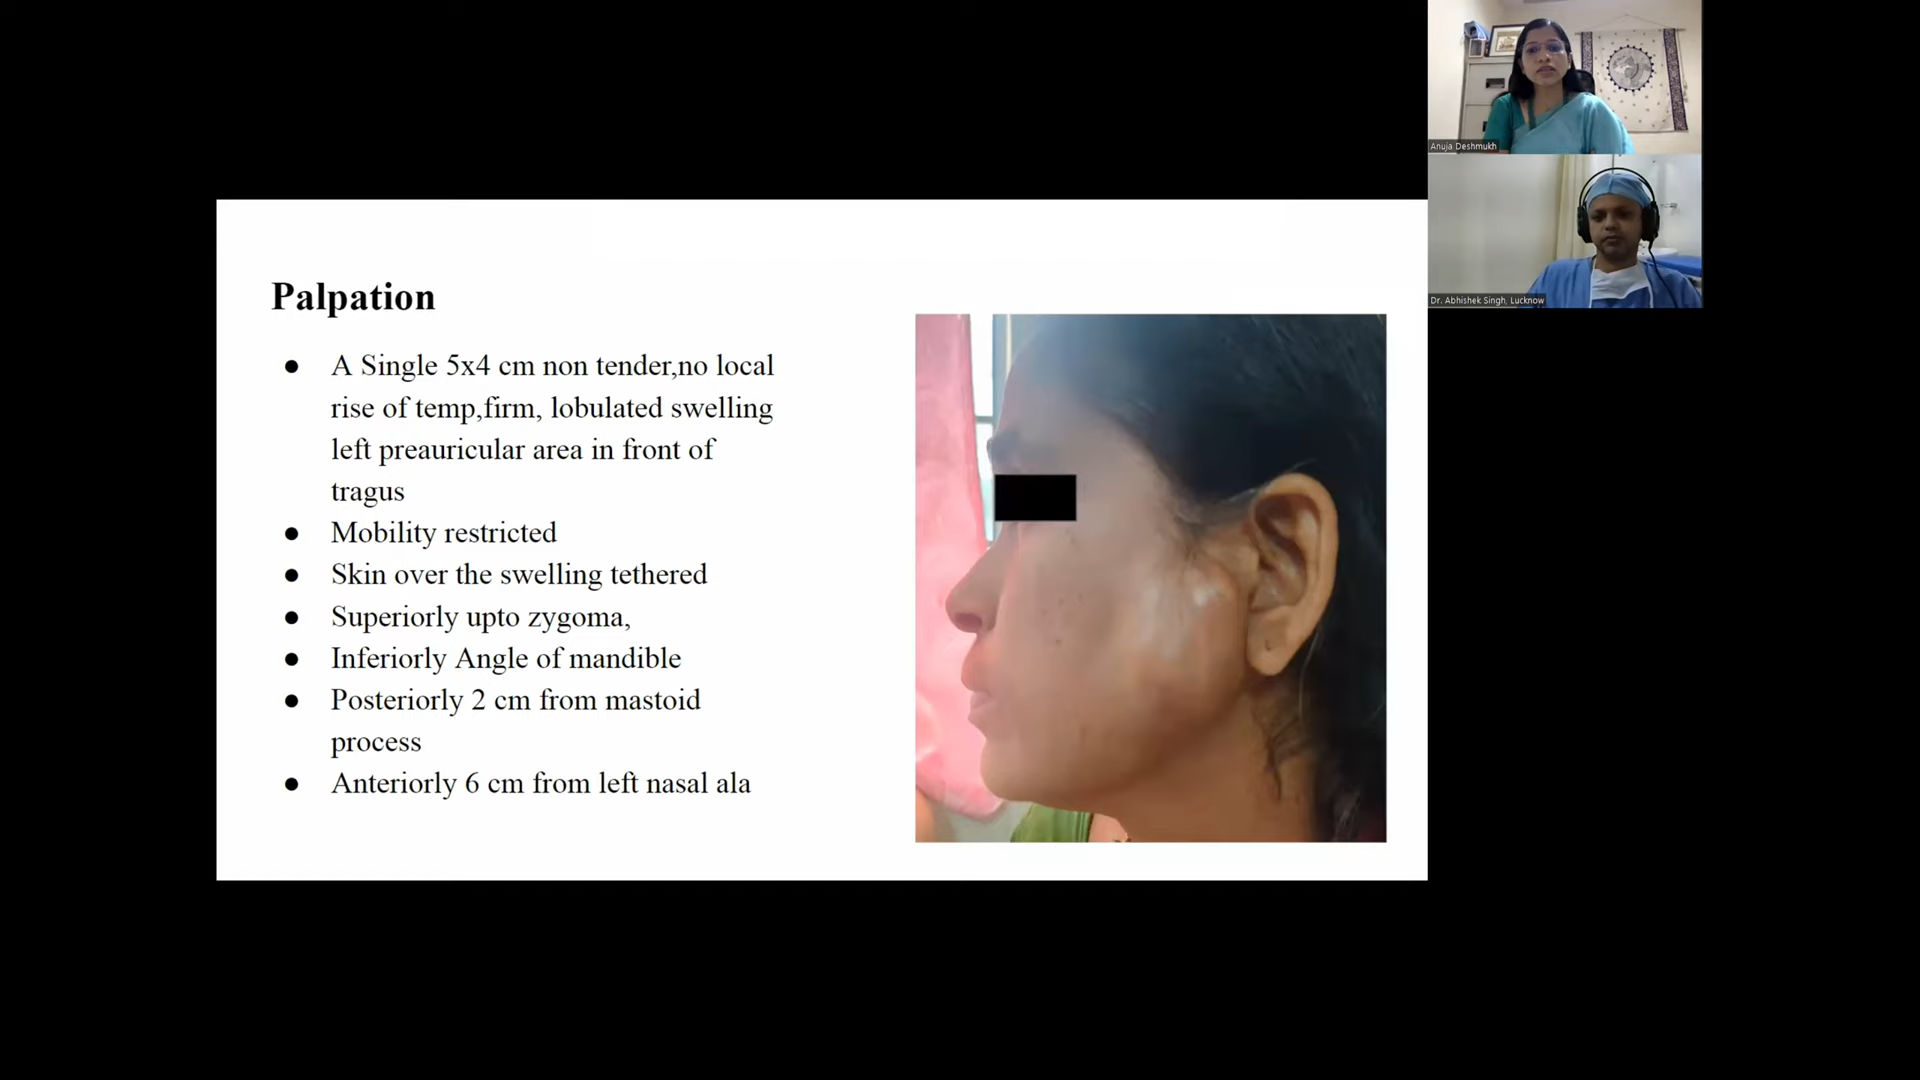 Palpation
● A Single 5x4 cm non tender,no local
rise of temp,firm, lobulated swelling
left preauricular area in front of
tragus
● Mobility restricted
● Skin over the swelling tethered
● Superiorly upto zygoma,
● Inferiorly Angle of mandible
● Posteriorly 2 cm from mastoid
process
● Anteriorly 6 cm from left nasal ala
Anuja Deshmukh
Dr. Abhishek Singh, Lucknow